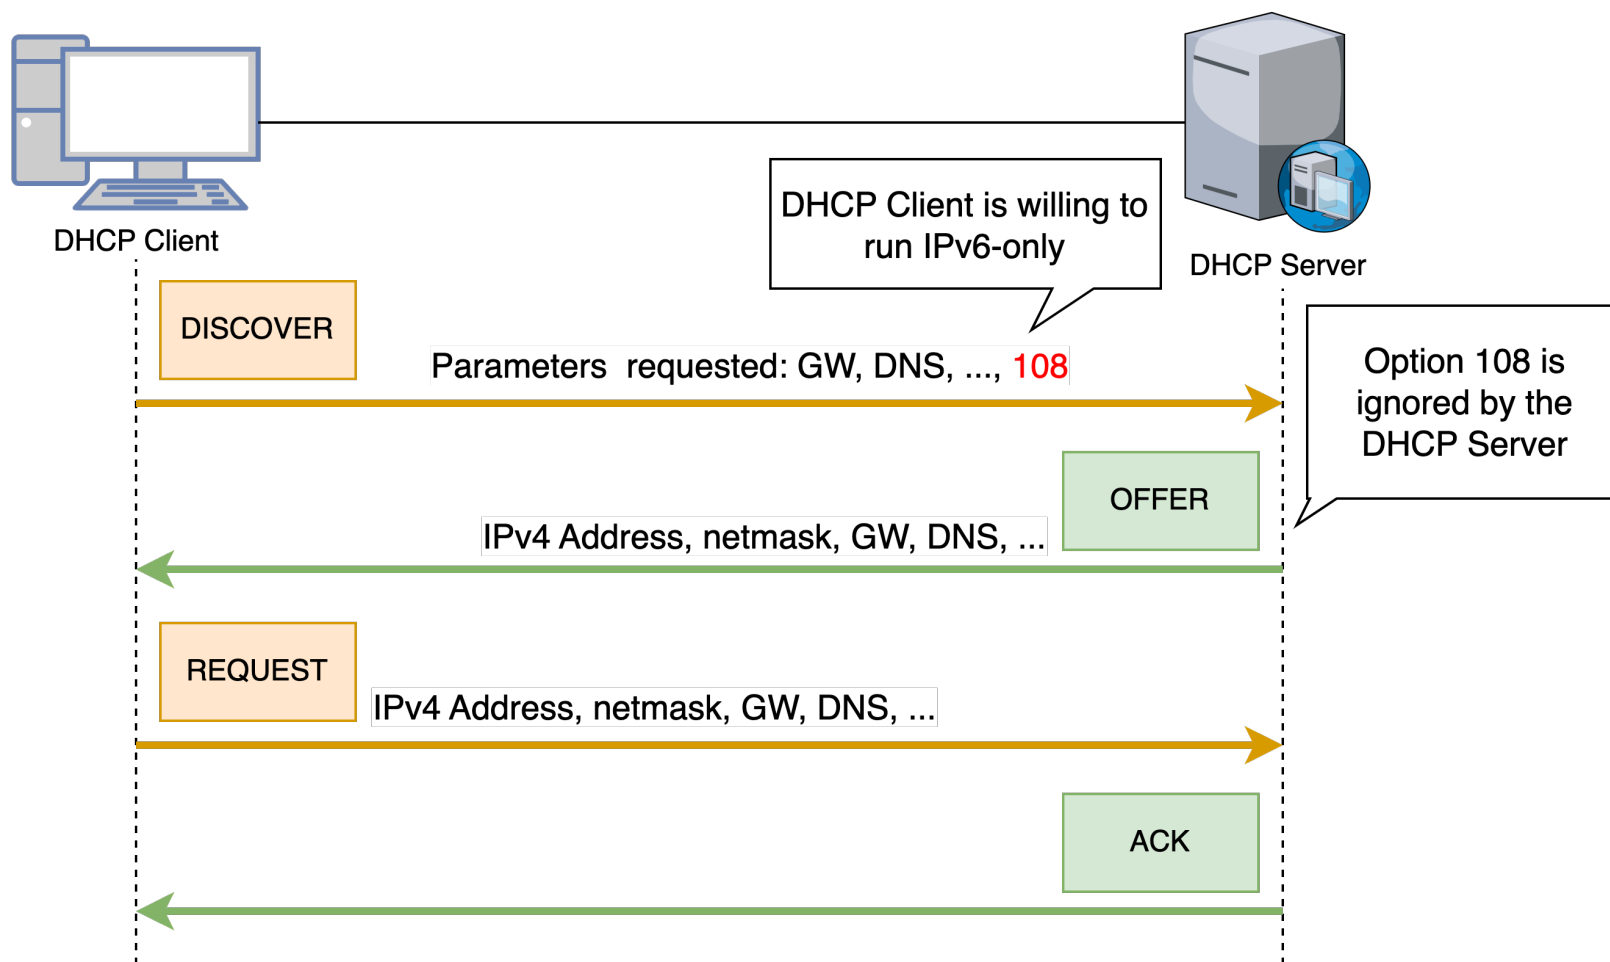 DHCP Client
DHCP Client is willing to
run IPv6-only
DHCP Server
DISCOVER
Parameters requested: GW, DNS, ..., 108
Option 108 is
ignored by the
DHCP Server
OFFER
IPv4 Address, netmask, GW, DNS, ...
REQUEST
IPv4 Address, netmask, GW, DNS, ...
ACK